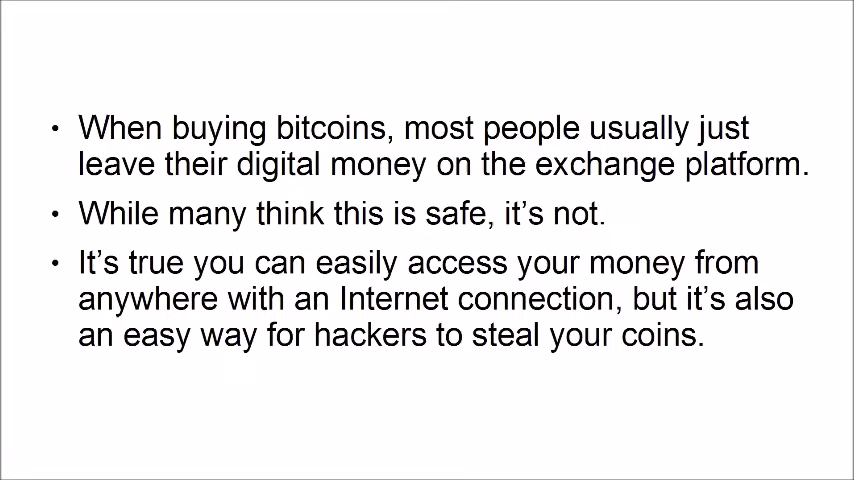 • When buying bitcoins, most people usually just
leave their digital money on the exchange platform.
• While many think this is safe, it’s not.
• It’s true you can easily access your money from
anywhere with an Internet connection, but it’s also
an easy way for hackers to steal your coins.